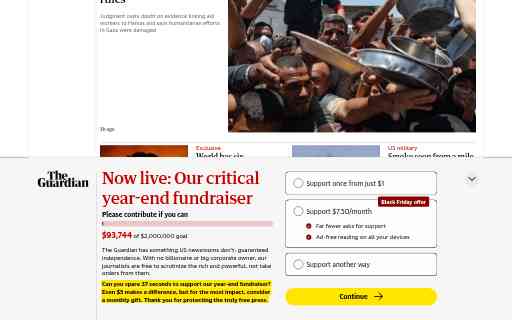 rules
Judgment casts doubt on evidence linking aid
workers to Hamas and says humanitarian efforts
in Gaza were damaged
1h ago
Exclusive
World has six
US military
Smoke seen from a mile
The
Guardian
Now live: Our critical
year-end fundraiser
Please contribute if you can
$93,744 of $2,000,000 goal
The Guardian has something US newsrooms don't- guaranteed
independence. With no billionaire or big corporate owner, our
journalists are free to scrutinize the rich and powerful, not take
orders from them.
Can you spare 37 seconds to support our year-end fundraiser?
Even $5 makes a difference, but for the most impact, consider
a monthly gift. Thank you for protecting the truly free press.
Support once from just $1
Black Friday offer
Support $7.50/month
Far fewer asks for support
Ad-free reading on all your devices
Support another way
Continue